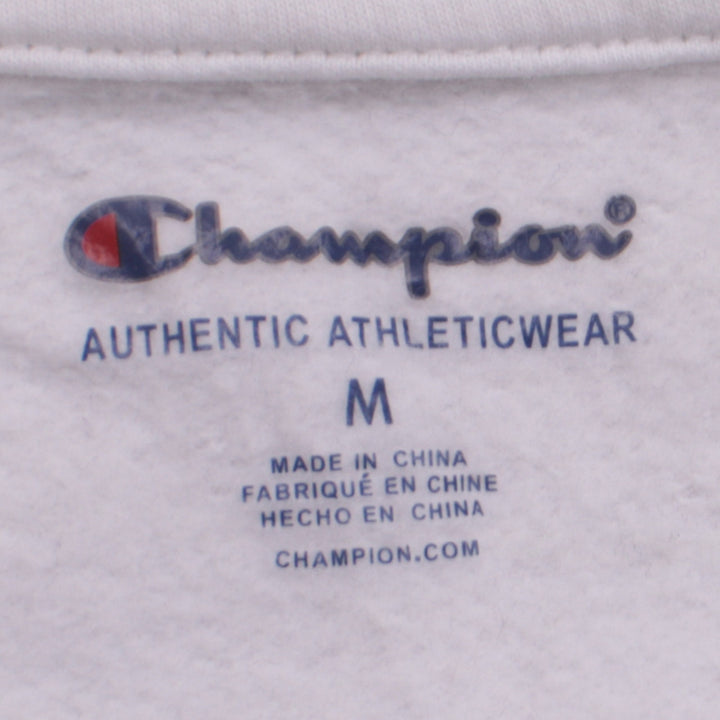 Champion®
AUTHENTIC ATHLETICWEAR
M
MADE IN CHINA
FABRIQUÉ EN CHINE
HECHO EN CHINA
CHAMPION.COM